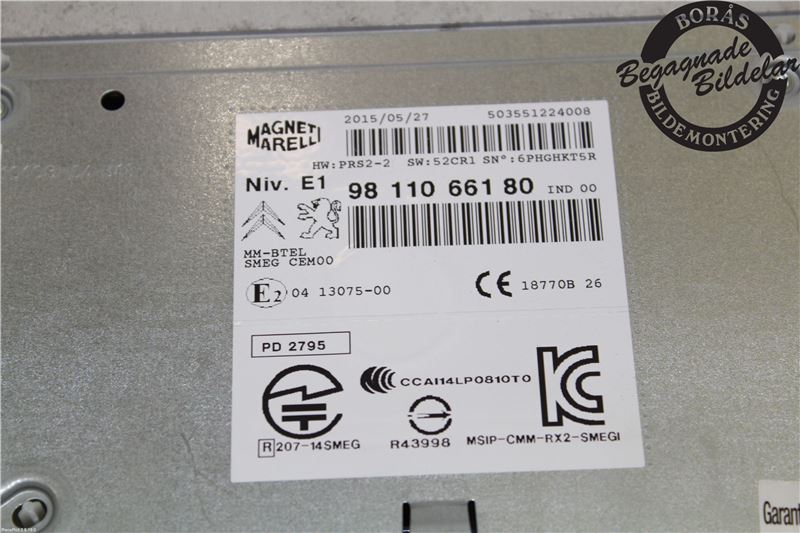 BORÅS
Begagnade
Bildelar
BILDEMONTERING
MAGNETI
MARELLI
2015/05/27 503551224008
HW:PRS2-2 SW:52CR1 SN°:6PHGHKT5R
Niv. E1 98 110 661 80 IND 00
MM-BTEL
SMEG CEM00
E2 04 13075-00 CE 18770B 26
PD 2795
CCAI14LP0810T0
R 207-14SMEG R43998 MSIP-CMM-RX2-SMEGI
Garant